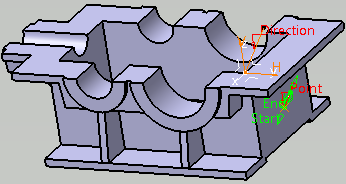 Direction
H
Point
End
Start